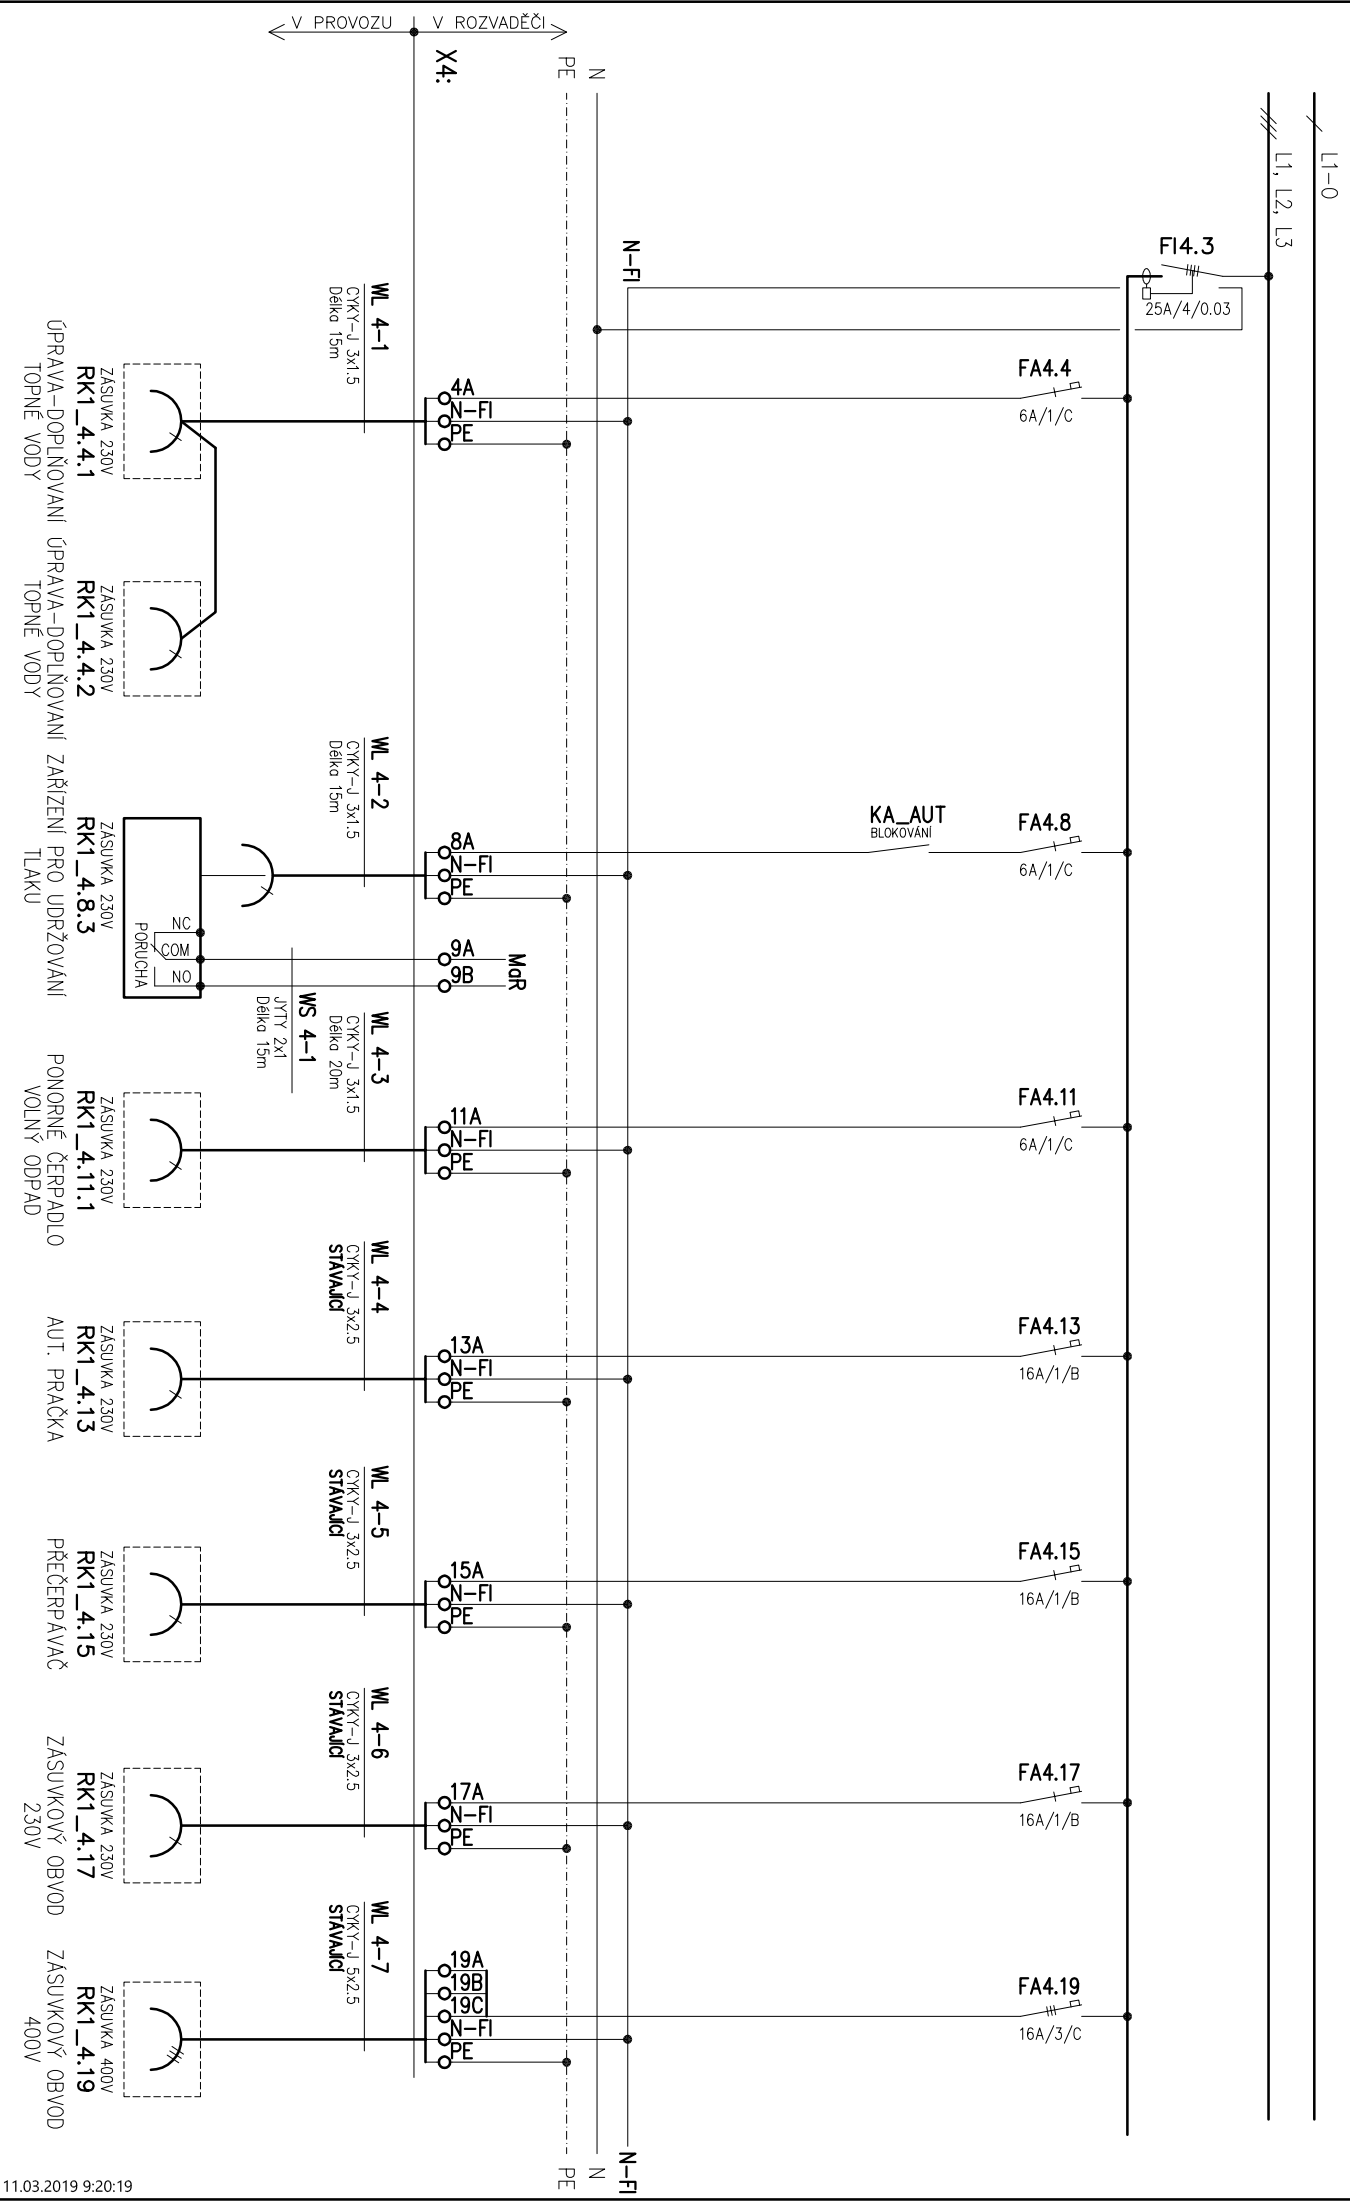 V PROVOZU
V ROZVADĚČI
X4:
PE
N
L1-0
L1, L2, L3
FI4.3
25A/4/0.03
N-FI
WL 4-1
CYKY-J 3x1.5
Délka 15m
4A
N-FI
PE
FA4.4
6A/1/C
ZÁSUVKA 230V
RK1_4.4.1
ÚPRAVA-DOPLŇOVANÍ
TOPNÉ VODY
ZÁSUVKA 230V
RK1_4.4.2
ÚPRAVA-DOPLŇOVANÍ
TOPNÉ VODY
WL 4-2
CYKY-J 3x1.5
Délka 15m
8A
N-FI
PE
KA_AUT
BLOKOVÁNÍ
FA4.8
6A/1/C
9A
9B
MaR
NC
COM
NO
PORUCHA
ZÁSUVKA 230V
RK1_4.8.3
ZAŘÍZENÍ PRO UDRŽOVÁNÍ
TLAKU
WS 4-1
JYTY 2x1
Délka 15m
WL 4-3
CYKY-J 3x1.5
Délka 20m
11A
N-FI
PE
FA4.11
6A/1/C
ZÁSUVKA 230V
RK1_4.11.1
PONORNÉ ČERPADLO
VOLNÝ ODPAD
WL 4-4
CYKY-J 3x2.5
STÁVAJÍCÍ
13A
N-FI
PE
FA4.13
16A/1/B
ZÁSUVKA 230V
RK1_4.13
AUT. PRAČKA
WL 4-5
CYKY-J 3x2.5
STÁVAJÍCÍ
15A
N-FI
PE
FA4.15
16A/1/B
ZÁSUVKA 230V
RK1_4.15
PŘEČERPÁVAČ
WL 4-6
CYKY-J 3x2.5
STÁVAJÍCÍ
17A
N-FI
PE
FA4.17
16A/1/B
ZÁSUVKA 230V
RK1_4.17
ZÁSUVKOVÝ OBVOD
230V
WL 4-7
CYKY-J 5x2.5
STÁVAJÍCÍ
19A
19B
19C
N-FI
PE
FA4.19
16A/3/C
ZÁSUVKA 400V
RK1_4.19
ZÁSUVKOVÝ OBVOD
400V
PE
N
N-FI
11.03.2019 9:20:19